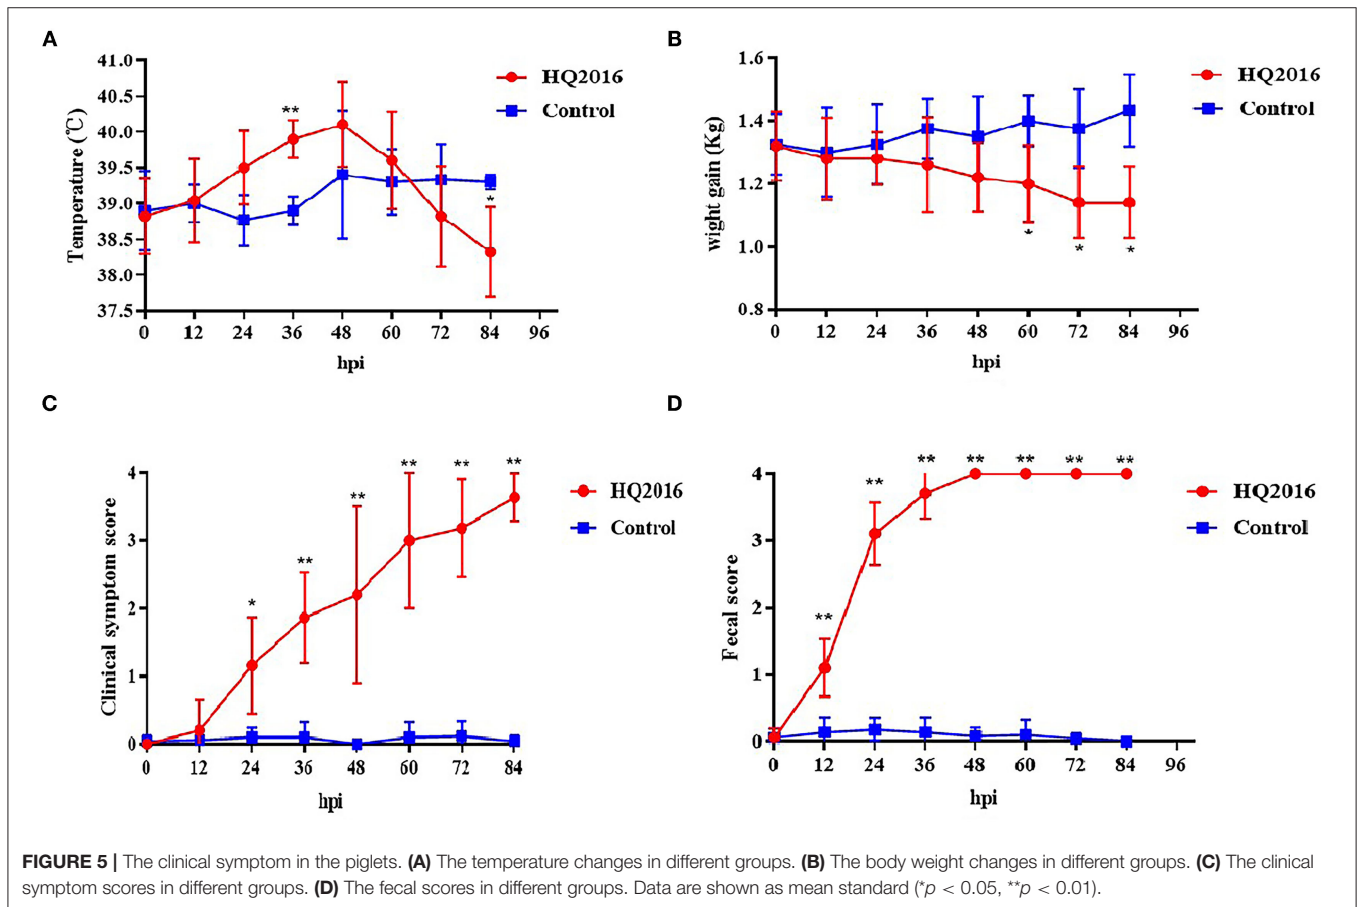 A
41.0
40.5
40.0
39.5
39.0
38.5
38.0
37.5
Temperature (℃)
**
*
HQ2016
Control
0 12 24 36 48 60 72 84 96
hpi
B
1.6
1.4
1.2
1.0
0.8
wight gain (Kg)
* * *
HQ2016
Control
0 12 24 36 48 60 72 84 96
hpi
C
4
3
2
1
0
Clinical symptom score
* ** ** ** ** **
HQ2016
Control
0 12 24 36 48 60 72 84
hpi
D
4
3
2
1
0
Fecal score
** ** ** ** ** ** **
HQ2016
Control
0 12 24 36 48 60 72 84 96
hpi
FIGURE 5 | The clinical symptom in the piglets. (A) The temperature changes in different groups. (B) The body weight changes in different groups. (C) The clinical
symptom scores in different groups. (D) The fecal scores in different groups. Data are shown as mean standard (*p < 0.05, **p < 0.01).